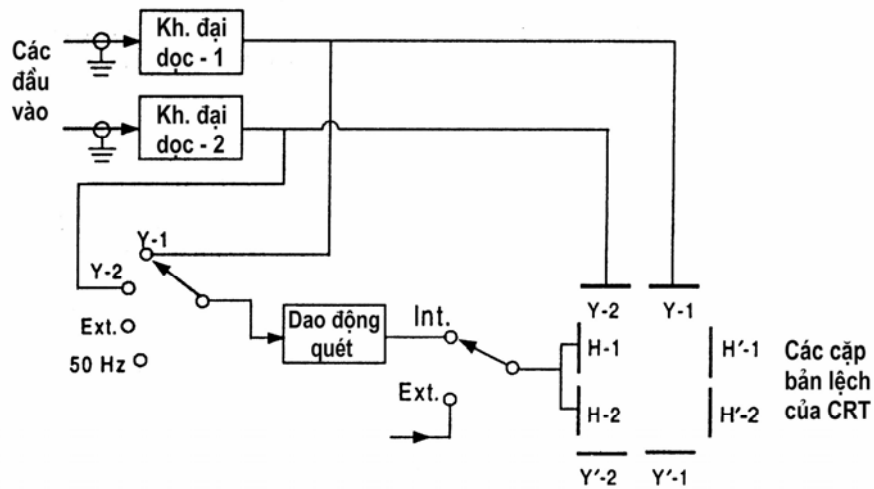 Các
đầu
vào
Kh. đại
dọc - 1
Kh. đại
dọc - 2
Y-1
Y-2
Ext.
50 Hz
Dao động
quét
Int.
Ext.
Y-2
Y-1
H-1
H'-1
H-2
H'-2
Y'-2
Y'-1
Các cặp
bản lệch
của CRT